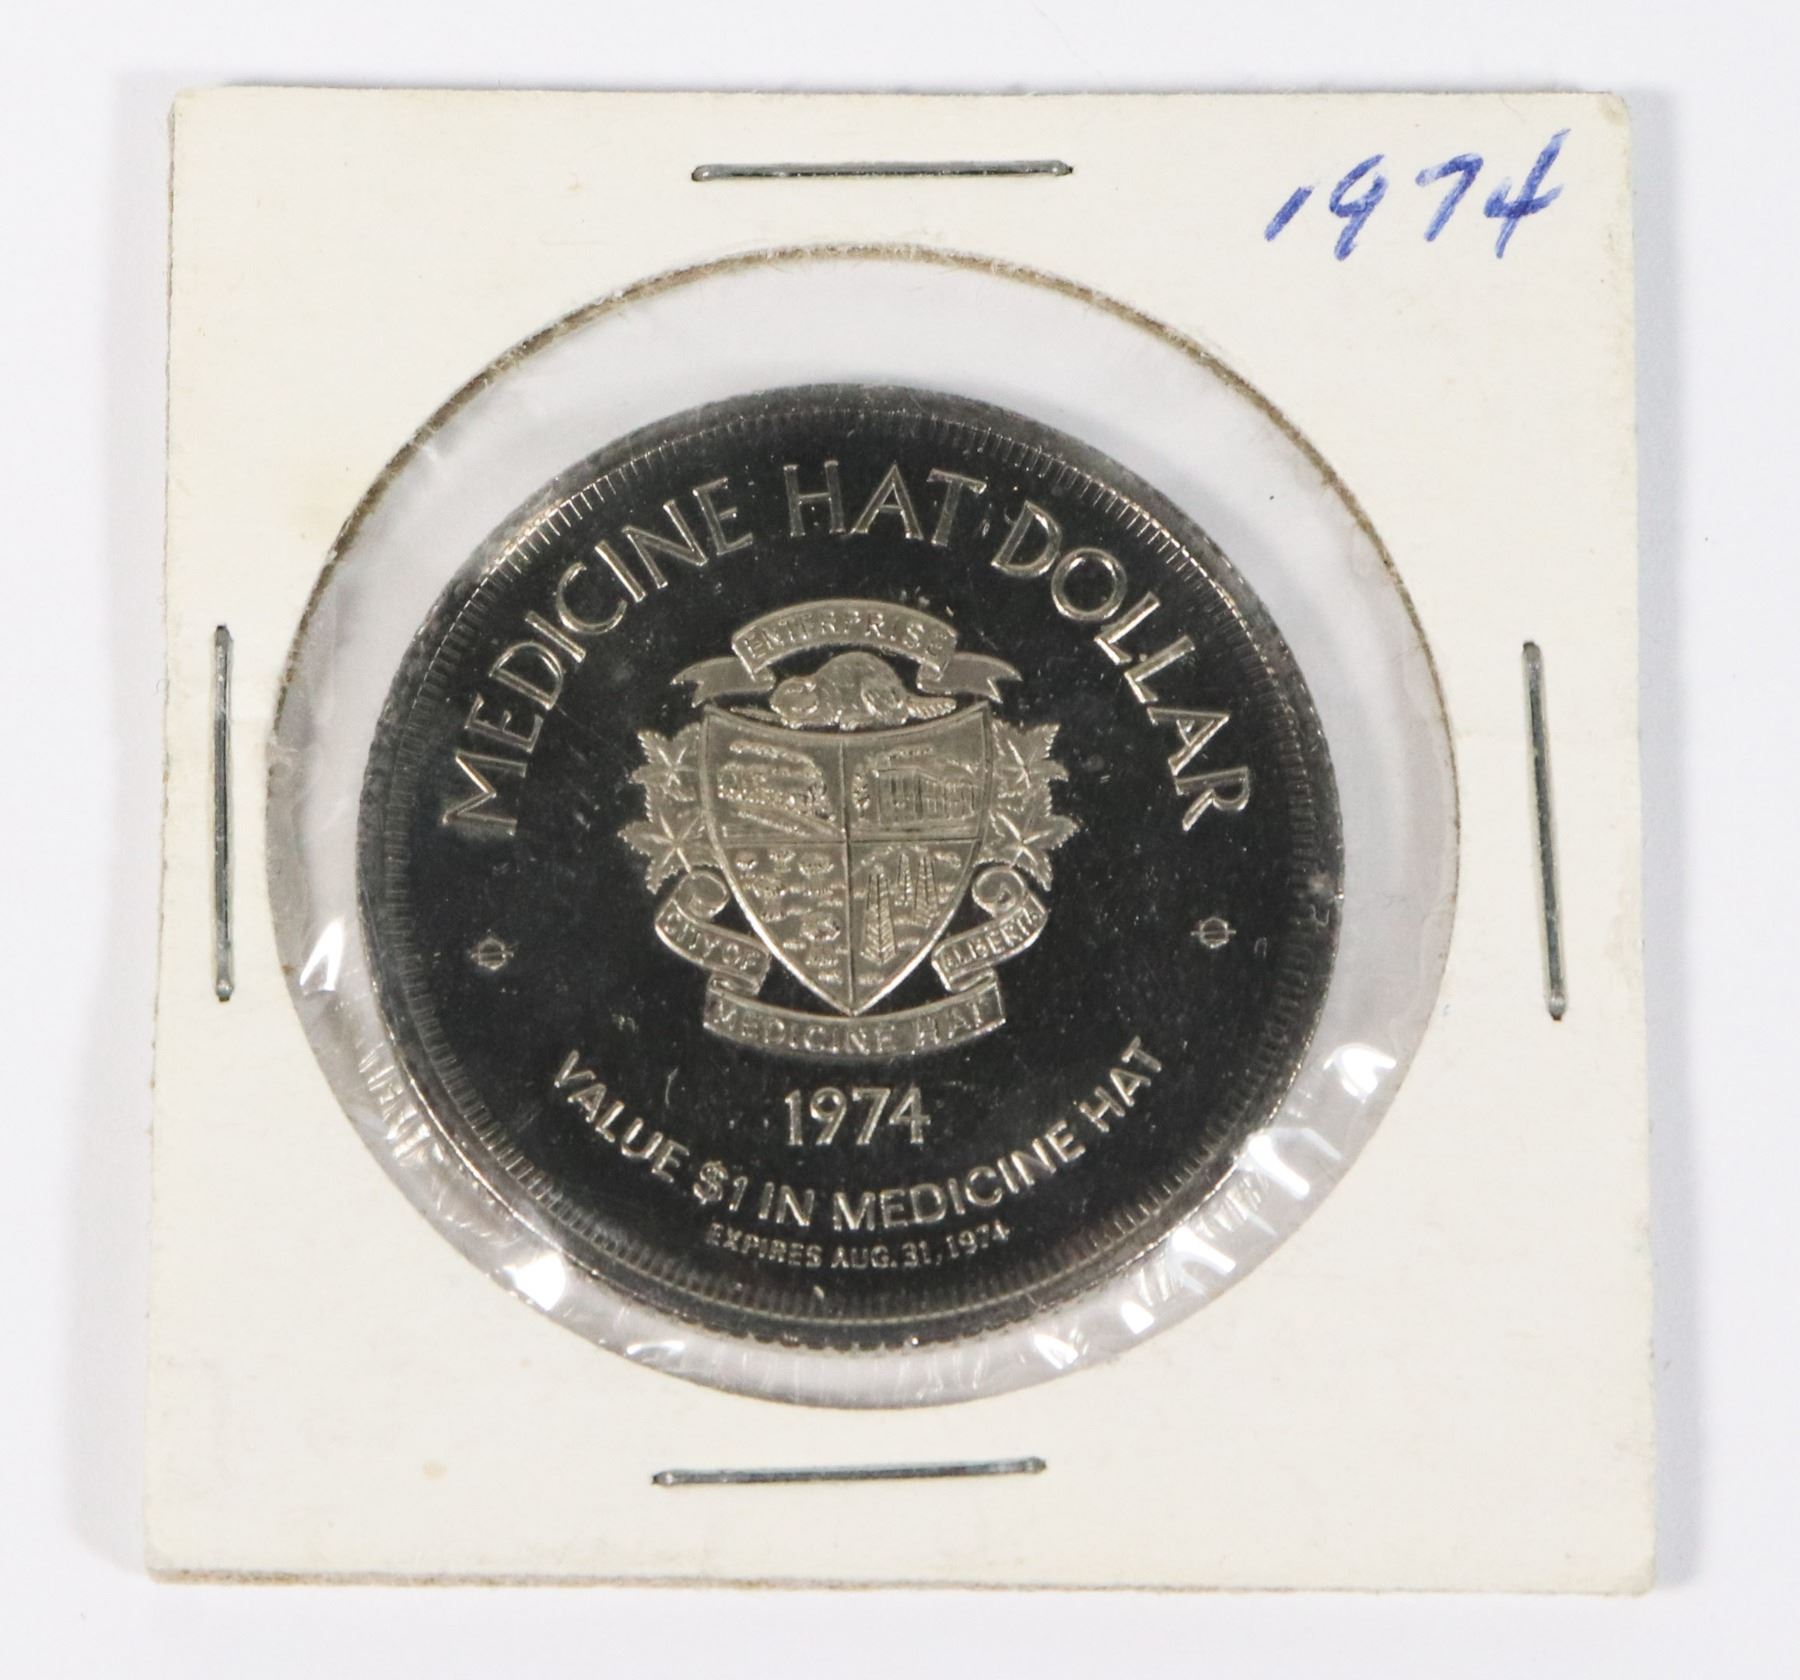 1974
MEDICINE HAT DOLLAR
ENTERPRISE
CITY OF
ALBERTA
MEDICINE HAT
1974
VALUE $1 IN MEDICINE HAT
EXPIRES AUG. 31, 1974